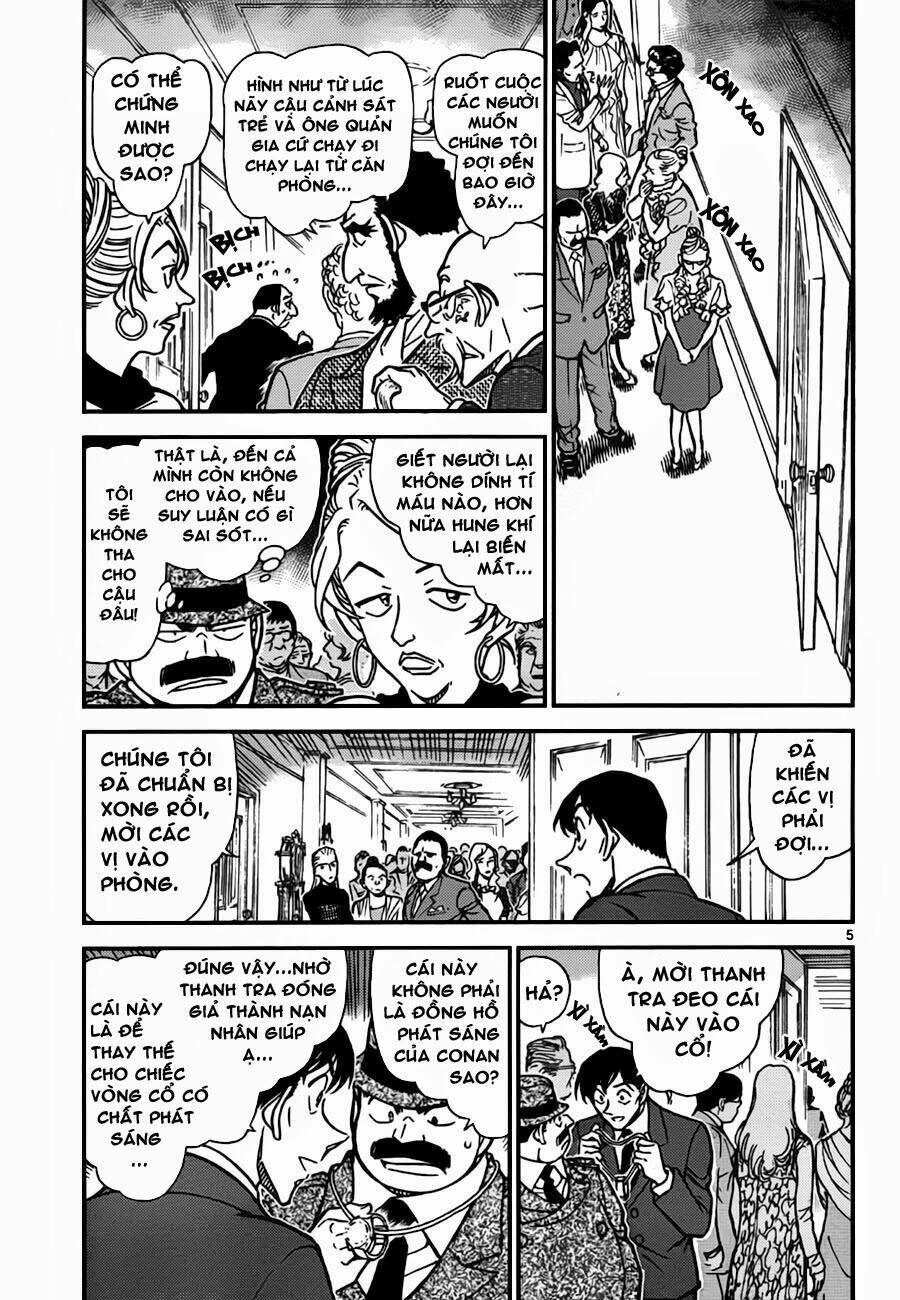 XÔN XAO
XÔN XAO
RUỐT CUỘC
CÁC NGƯỜI
MUỐN
CHÚNG TÔI
ĐỢI ĐẾN
BAO GIỜ
ĐÂY...
HÌNH NHƯ TỪ LÚC
NÃY CẬU CẢNH SÁT
TRẺ VÀ ÔNG QUẢN
GIA CỨ CHẠY ĐI
CHẠY LẠI TỪ CĂN
PHÒNG...
CÓ THỂ
CHỨNG
MINH
ĐƯỢC
SAO?
BỊCH
BỊCH
GIẾT NGƯỜI LẠI
KHÔNG DÍNH TÍ
MÁU NÀO, HƠN
NỮA HUNG KHÍ
LẠI BIẾN
MẤT...
THẬT LÀ, ĐẾN CẢ
MÌNH CÒN KHÔNG
CHO VÀO, NẾU
SUY LUẬN CÓ GÌ
SAI SÓT...
TÔI
SẼ
KHÔNG
THA
CHO
CẬU
ĐÂU!
ĐÃ
KHIẾN
CÁC VỊ
PHẢI
ĐỢI...
CHÚNG TÔI
ĐÃ CHUẨN BỊ
XONG RỒI,
MỜI CÁC
VỊ VÀO
PHÒNG.
5
À, MỜI THANH
TRA ĐEO CÁI
NÀY VÀO
CỔ!
HẢ?
XÌ XẦM
XÌ XẦM
CÁI NÀY
KHÔNG PHẢI
LÀ ĐỒNG HỒ
PHÁT SÁNG
CỦA CONAN
SAO?
ĐÚNG VẬY...NHỜ
THANH TRA ĐÓNG
GIẢ THÀNH NẠN
NHÂN GIÚP
Ạ...
CÁI NÀY
LÀ ĐỂ
THAY THẾ
CHO CHIẾC
VÒNG CỔ CÓ
CHẤT PHÁT
SÁNG
...